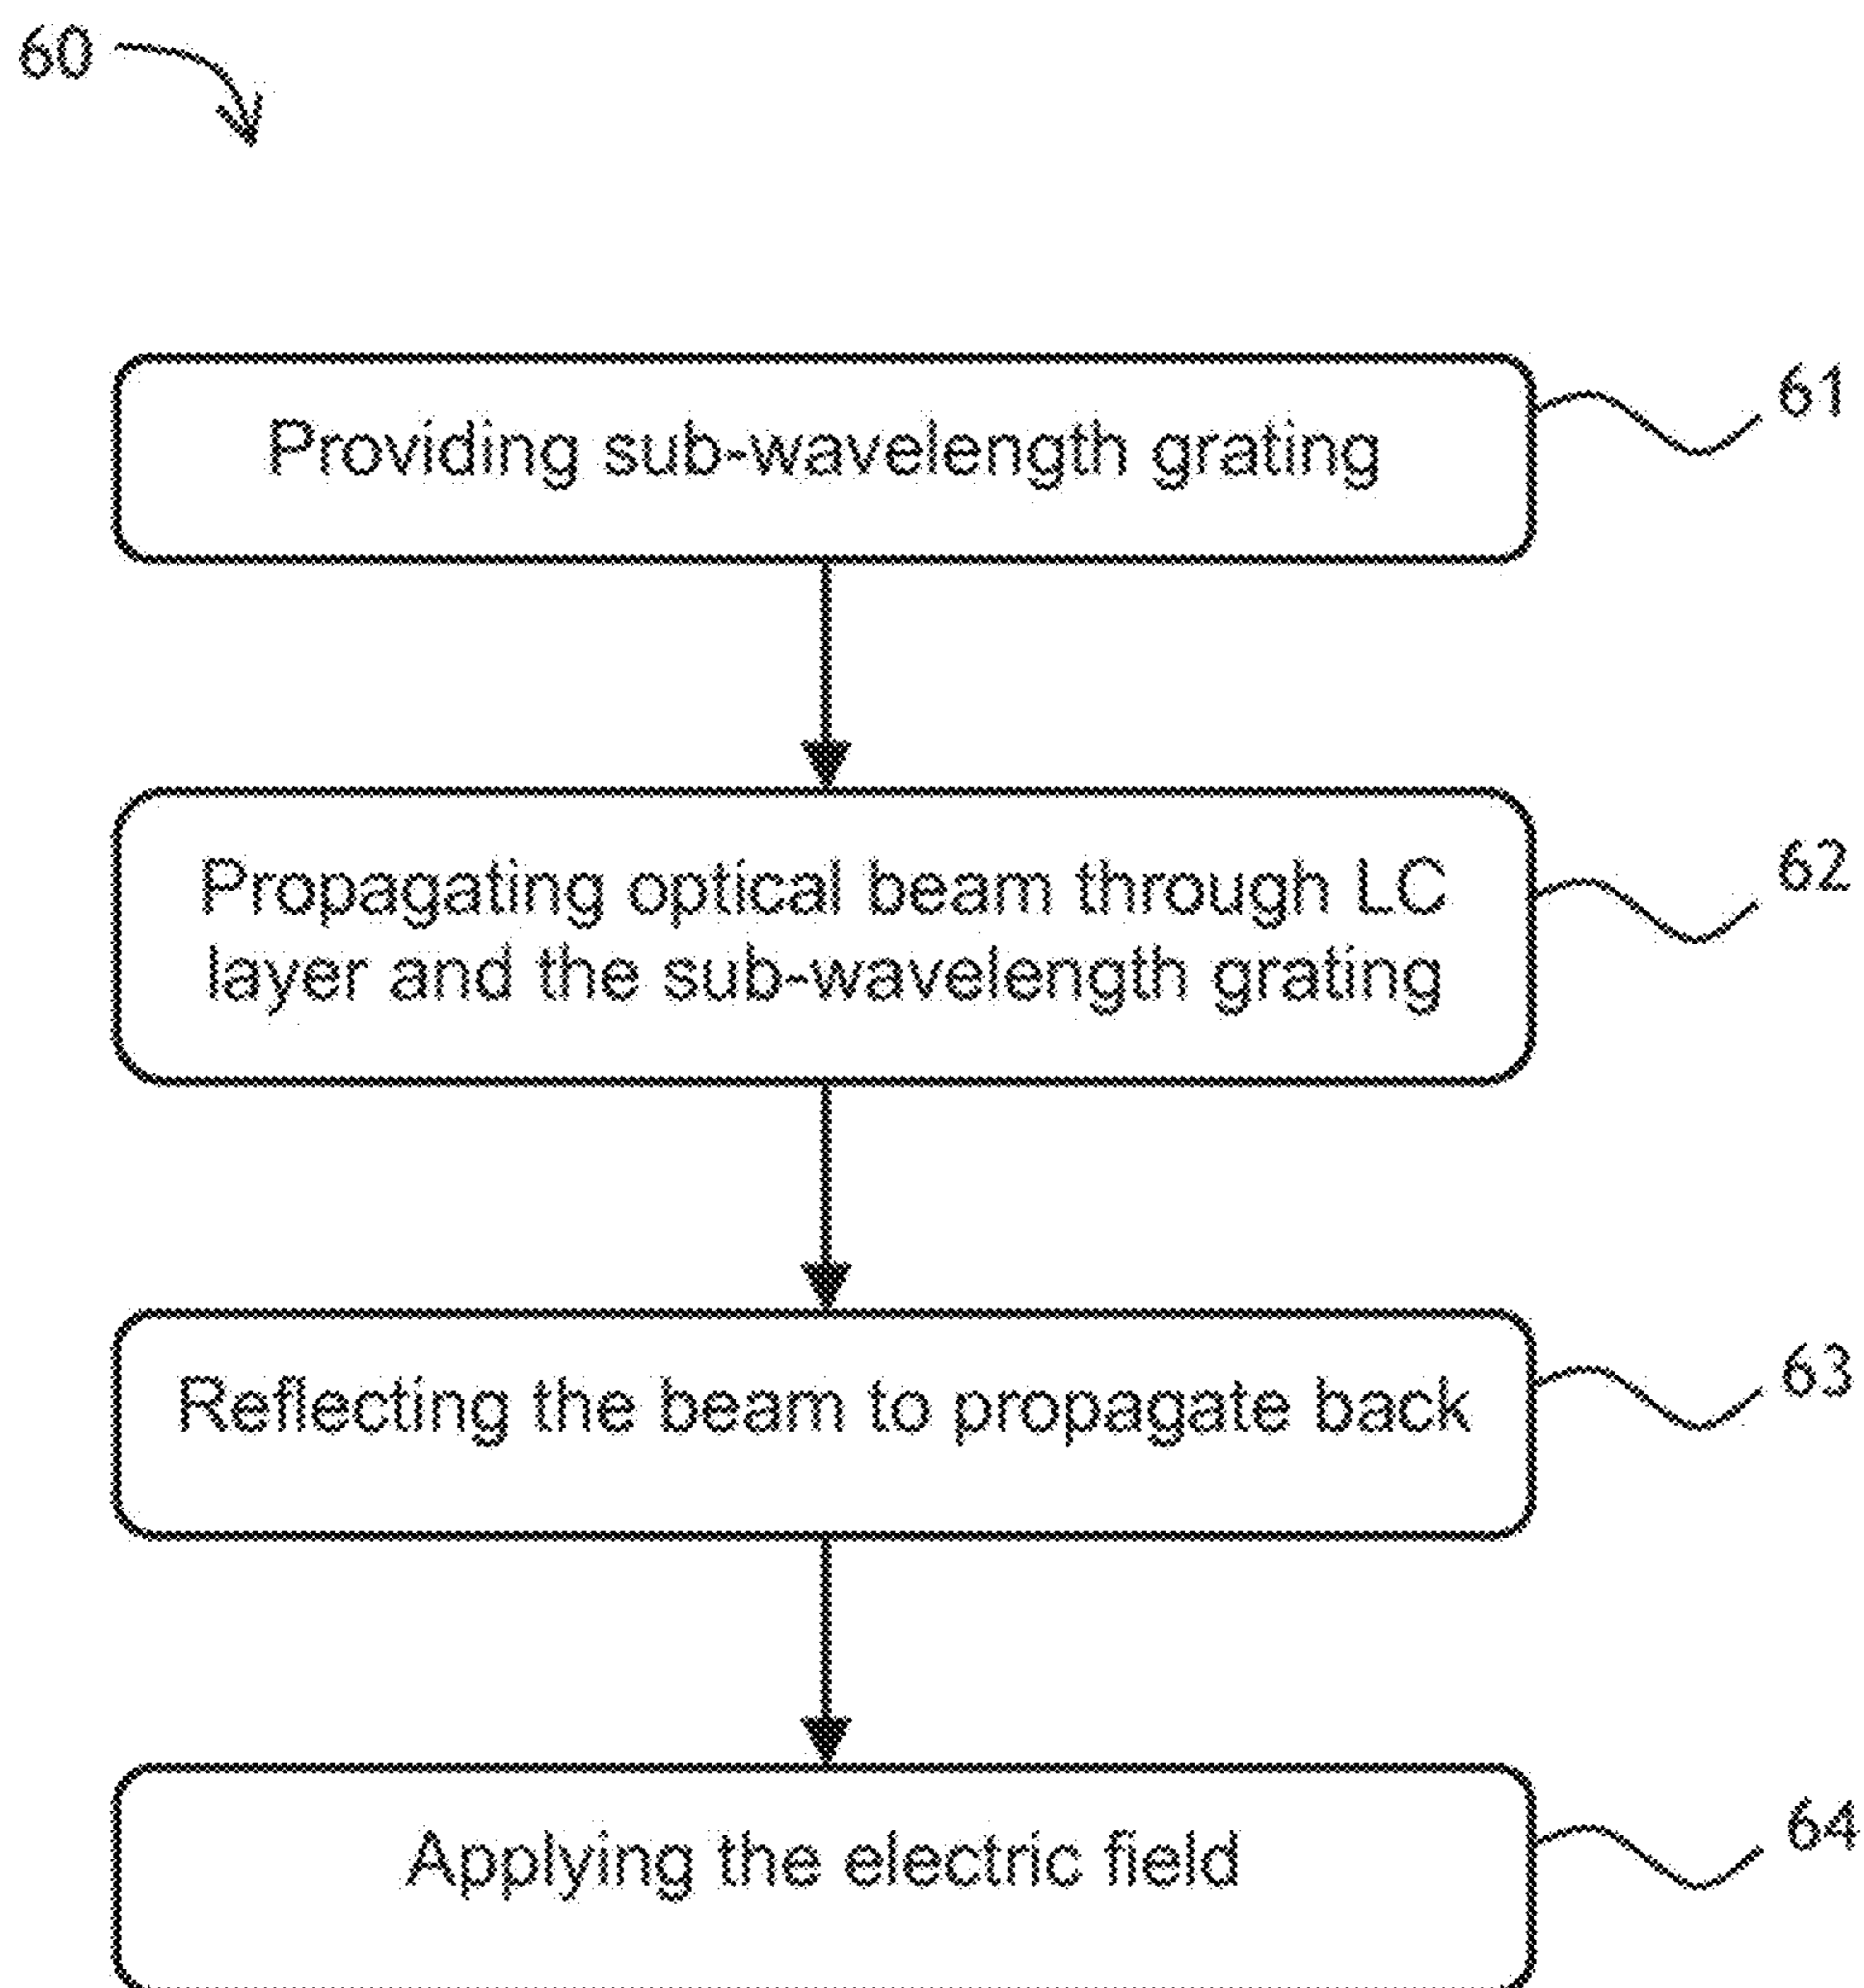 60
Providing sub-wavelength grating
61
Propagating optical beam through LC
layer and the sub-wavelength grating
62
Reflecting the beam to propagate back
63
Applying the electric field
64